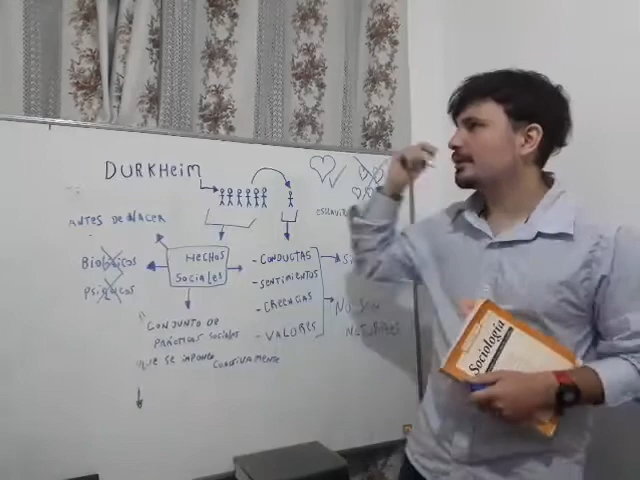 DURKHEIM
ANTES DE NACER
BiológicOS
PSíquicOS
HECHOS
SOCIALES
- CONDUCTAS
- SENTIMIENTOS
- CREENCIAS
- VALORES
NO SON
NATURALES
CONJUNTO DE
PRÁCTICAS SOCIALES
QUE SE IMPONEN COACTIVAMENTE
Sociología